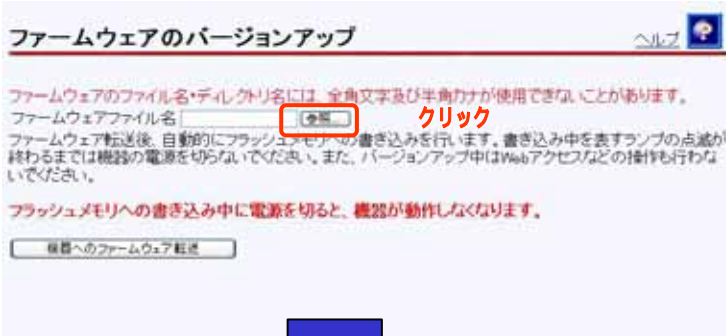 ファームウェアのバージョンアップ
ヘルプ
ファームウェアのファイル名・ディレクトリ名には、全角文字及び半角カナが使用できないことがあります。
ファームウェアファイル名 参照... クリック
ファームウェア転送後、自動的にフラッシュメモリへの書き込みを行います。書き込み中を表すランプの点滅が
終わるまでは機器の電源を切らないでください。また、バージョンアップ中はWebアクセスなどの操作も行わな
いでください。
フラッシュメモリへの書き込み中に電源を切ると、機器が動作しなくなります。
機器へのファームウェア転送